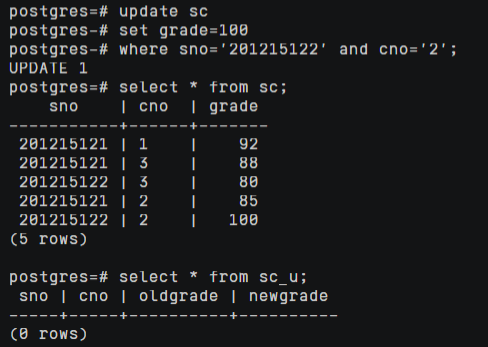 postgres=# update sc
postgres-# set grade=100
postgres-# where sno='201215122' and cno='2';
UPDATE 1
postgres=# select * from sc;
    sno    | cno  | grade
-----------+------+-------
 201215121 | 1    |    92
 201215121 | 3    |    88
 201215122 | 3    |    80
 201215121 | 2    |    85
 201215122 | 2    |   100
(5 rows)

postgres=# select * from sc_u;
 sno | cno | oldgrade | newgrade
-----+-----+----------+----------
(0 rows)